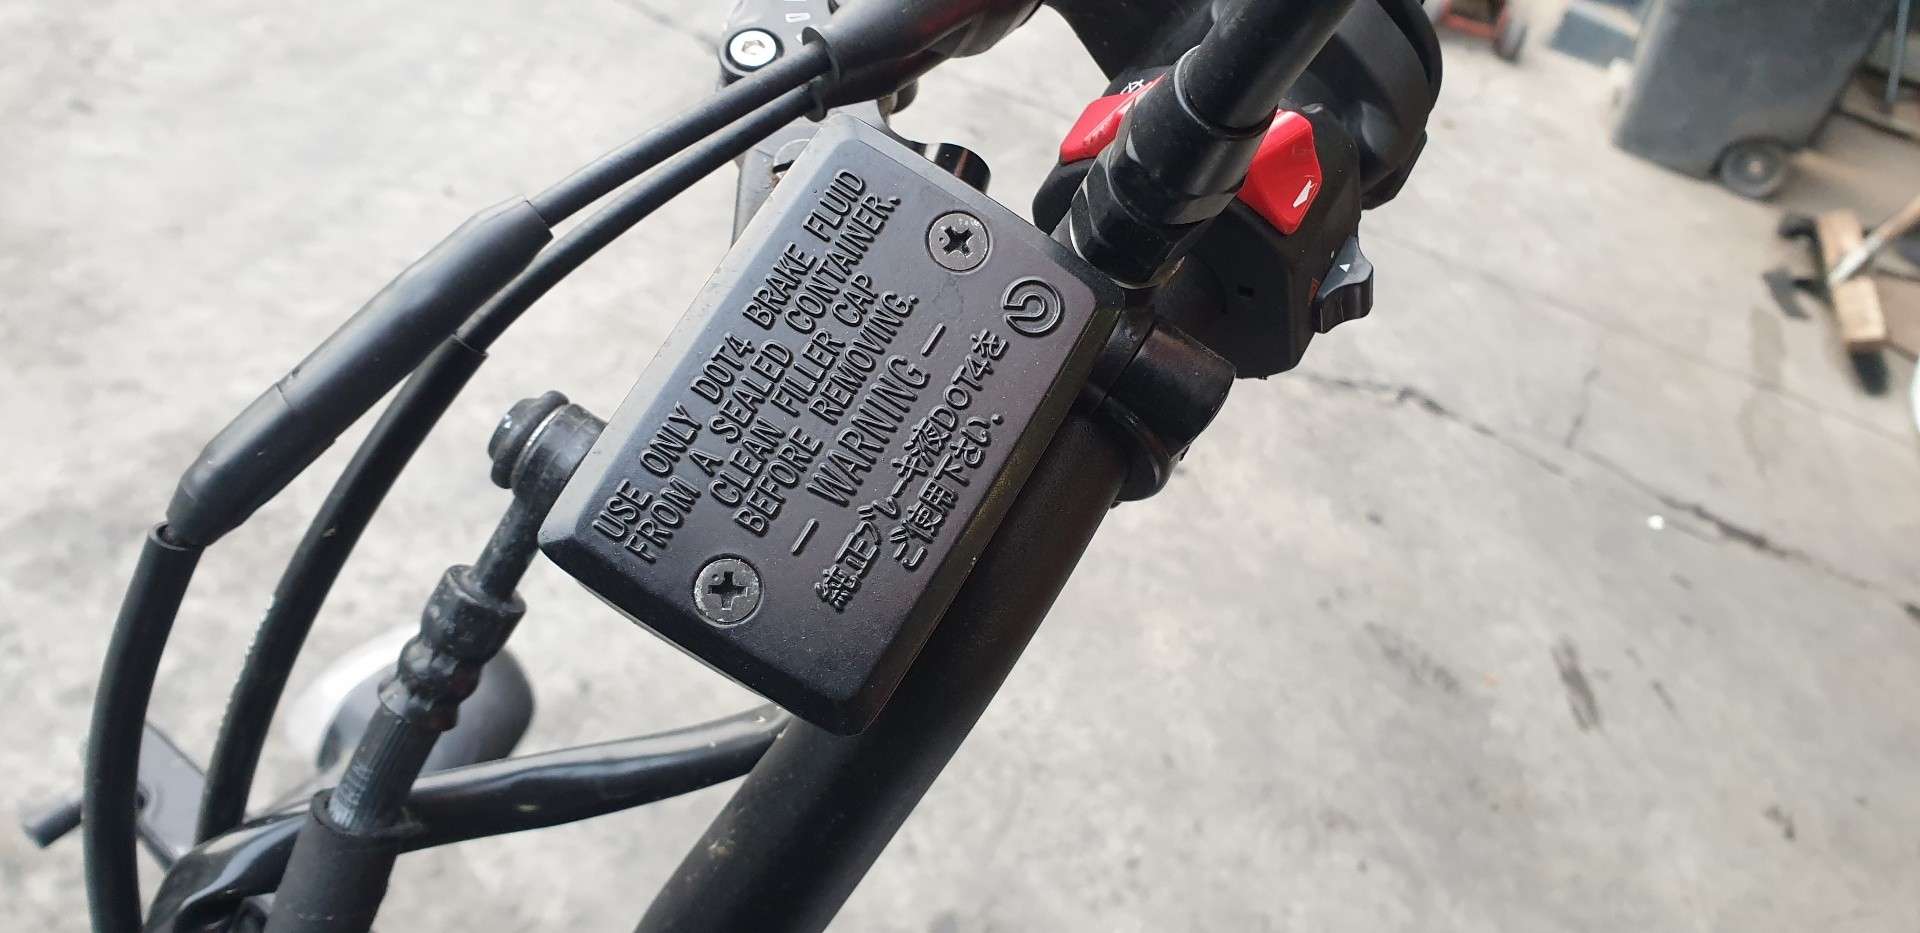 USE ONLY DOT4 BRAKE FLUID
FROM A SEALED CONTAINER.
CLEAN FILLER CAP
BEFORE REMOVING.
— WARNING —
純正ブレーキ液DOT4を
ご使用下さい.